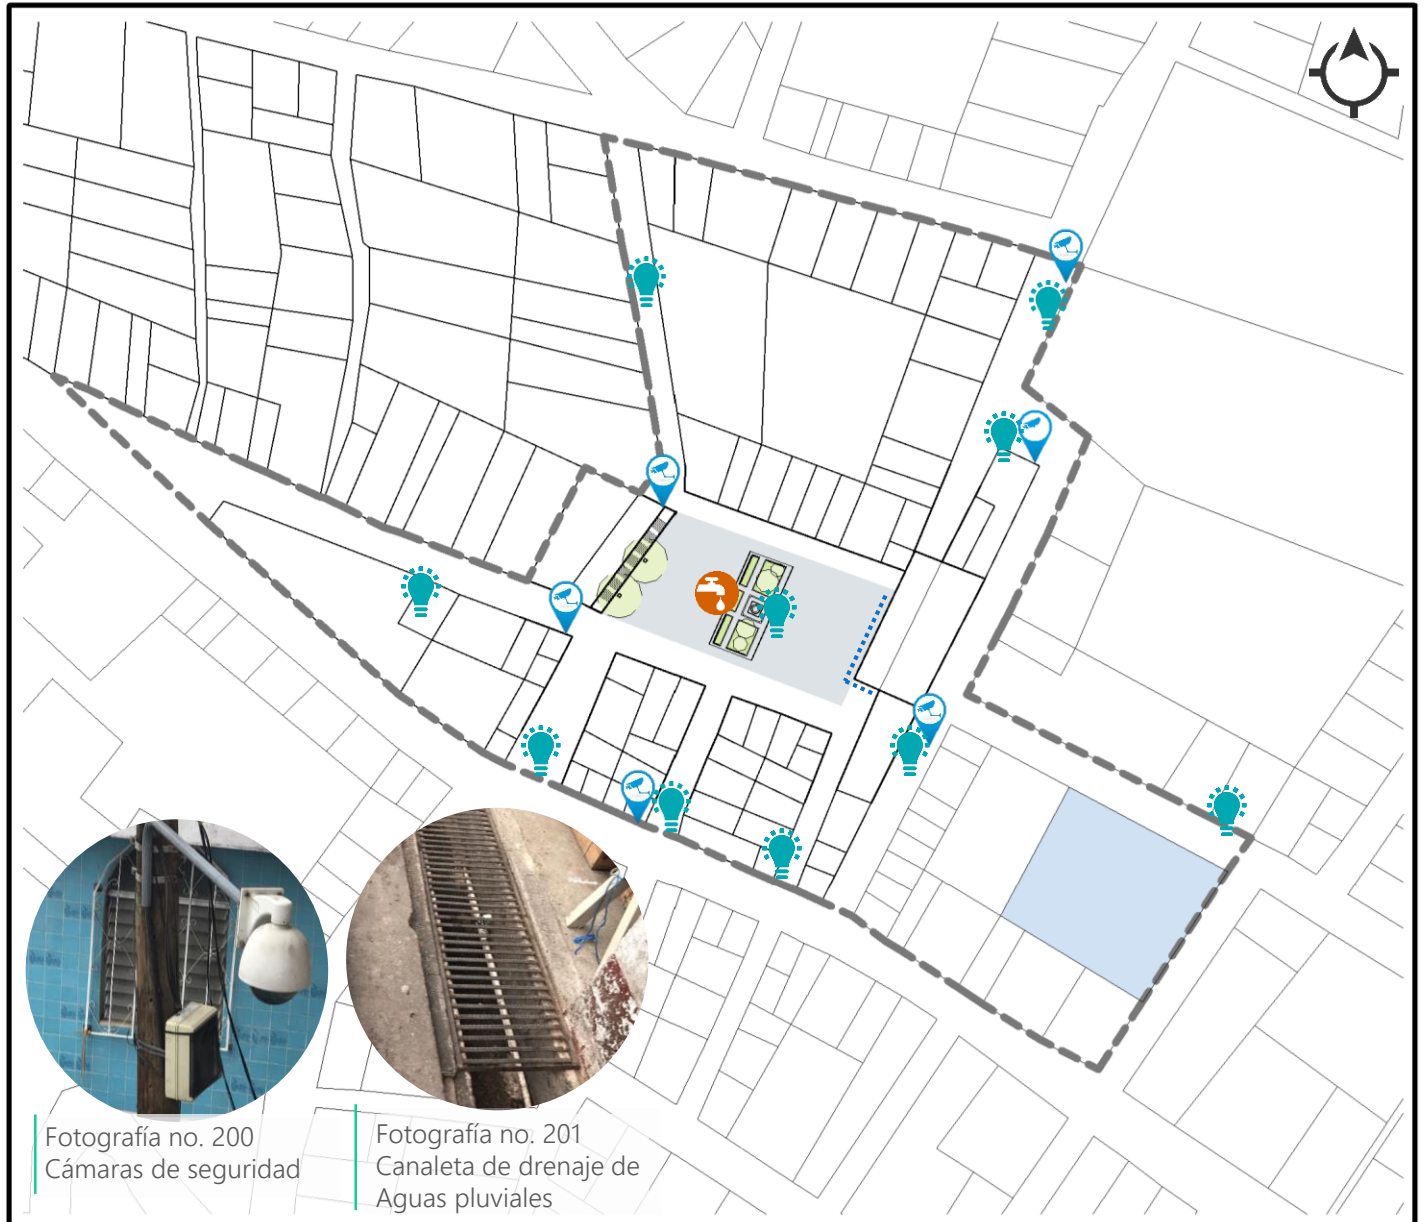 Fotografía no. 200
Cámaras de seguridad
Fotografía no. 201
Canaleta de drenaje de
Aguas pluviales